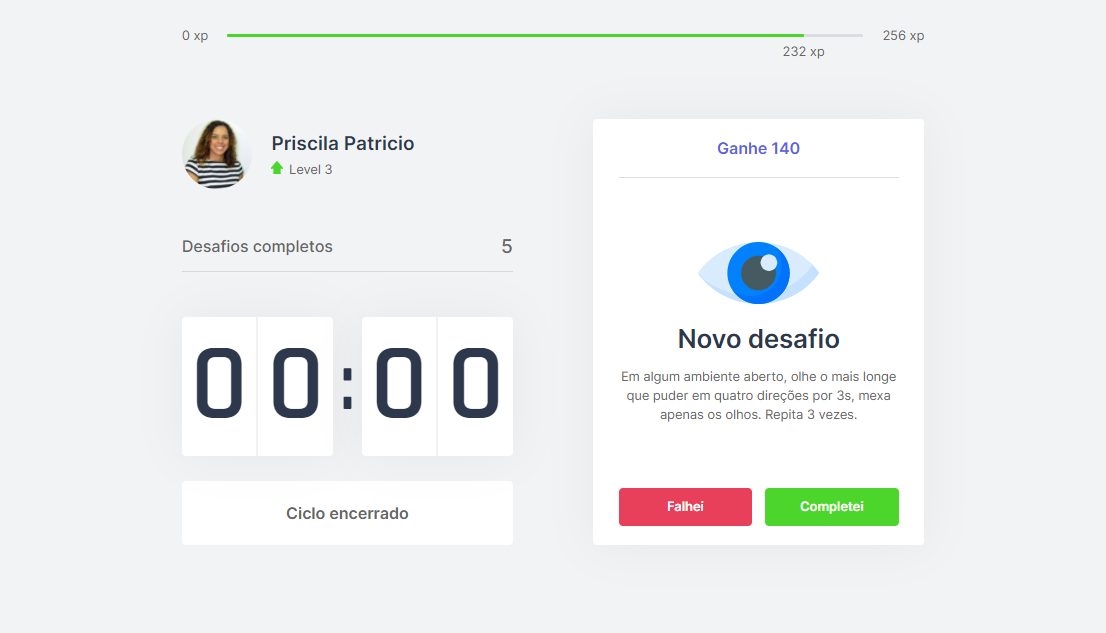 0 xp
256 xp
232 xp
Priscila Patricio
Level 3
Desafios completos
5
00:00
Ciclo encerrado
Ganhe 140
Novo desafio
Em algum ambiente aberto, olhe o mais longe
que puder em quatro direções por 3s, mexa
apenas os olhos. Repita 3 vezes.
Falhei
Completei